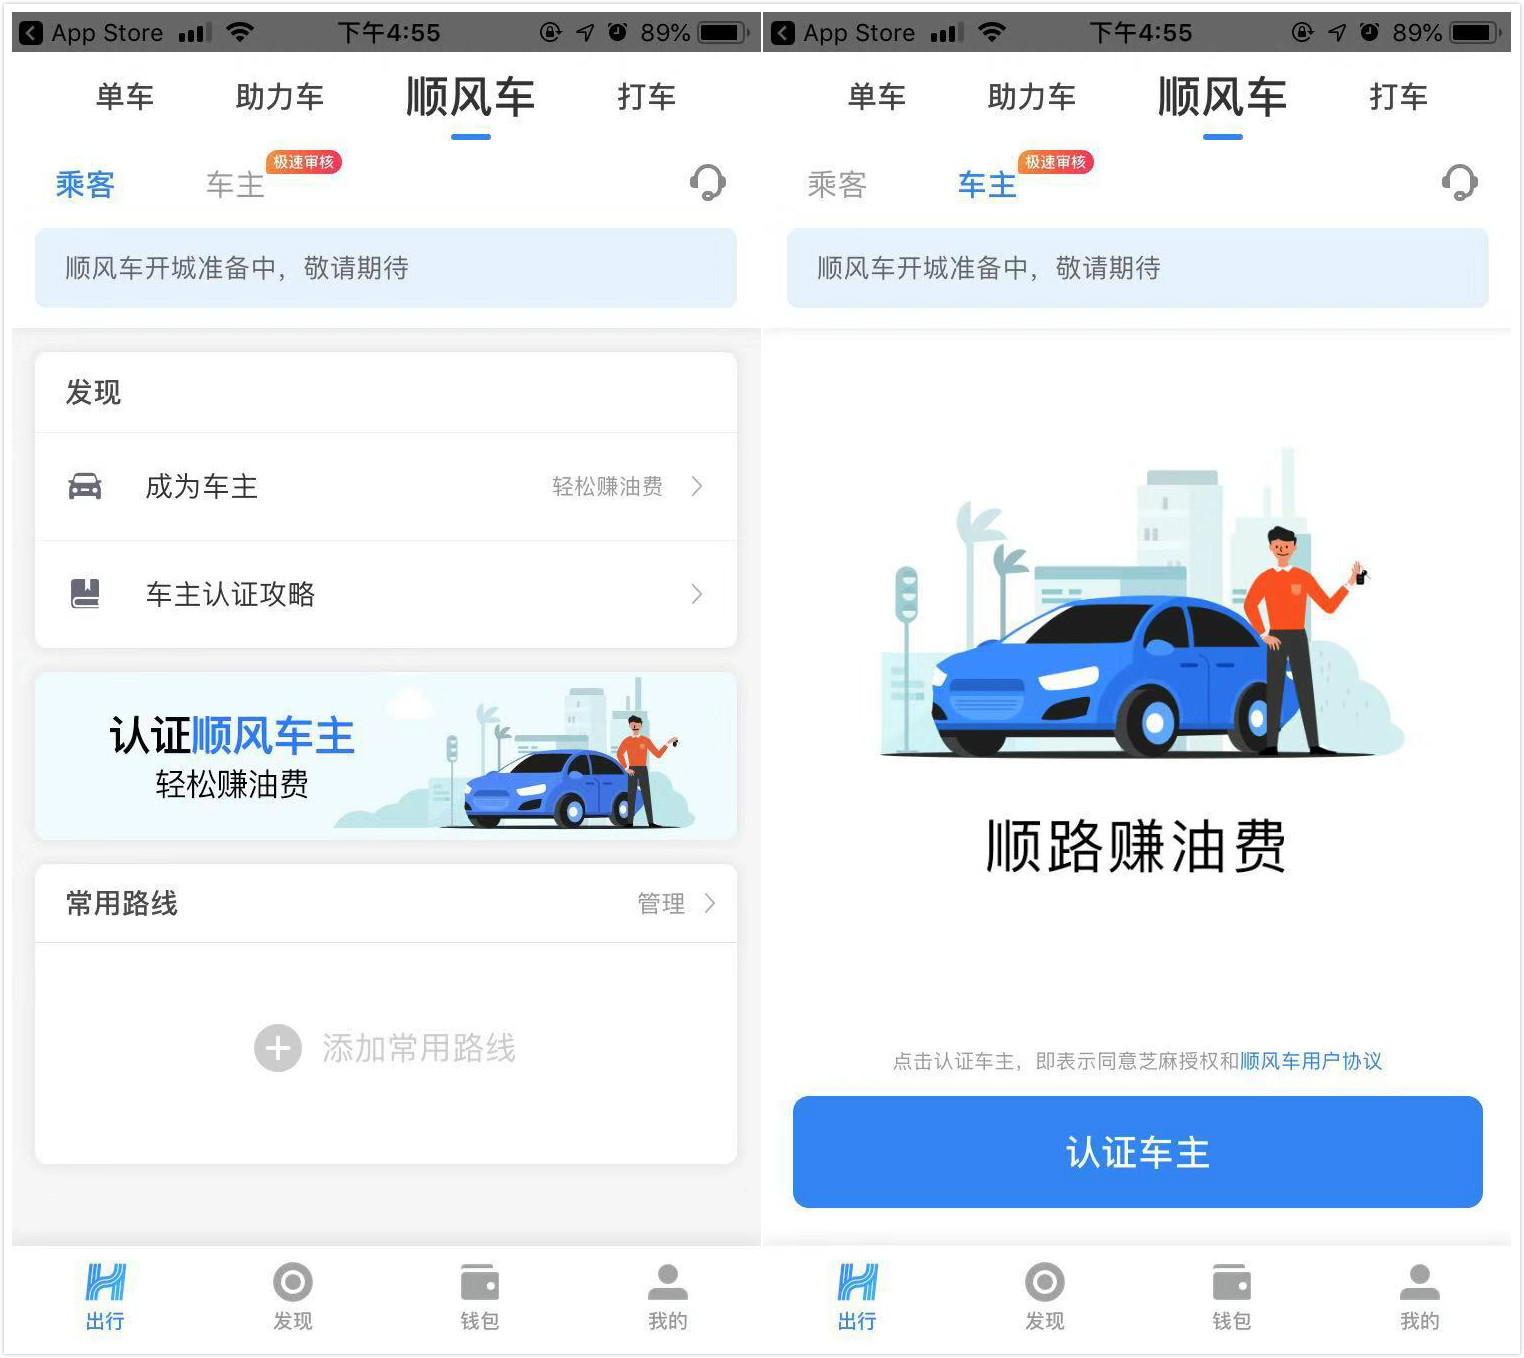 App Store 下午4:55 89%
单车 助力车 顺风车 打车
乘客 车主 极速审核
顺风车开城准备中，敬请期待
发现
成为车主 轻松赚油费
车主认证攻略
认证顺风车主
轻松赚油费
常用路线 管理
添加常用路线
出行 发现 钱包 我的
App Store 下午4:55 89%
单车 助力车 顺风车 打车
乘客 车主 极速审核
顺风车开城准备中，敬请期待
顺路赚油费
点击认证车主，即表示同意芝麻授权和顺风车用户协议
认证车主
出行 发现 钱包 我的